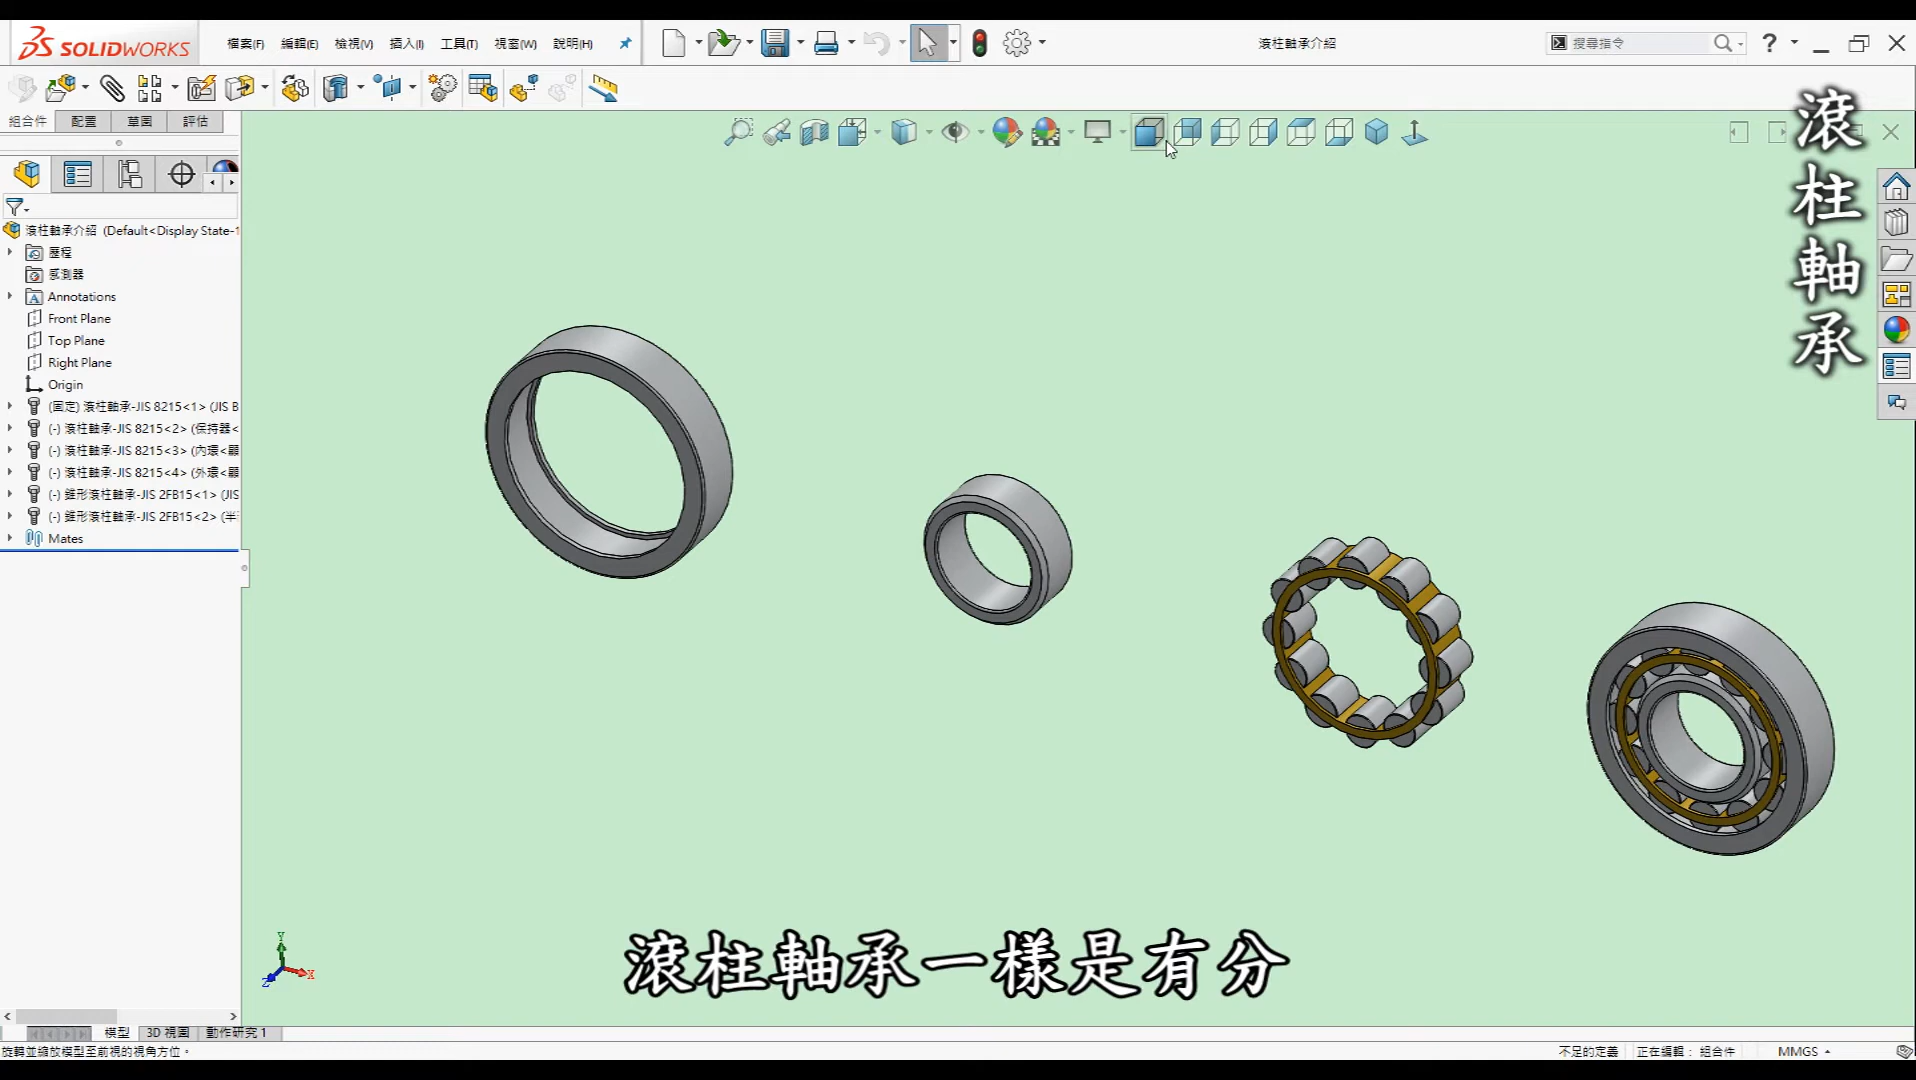 SOLIDWORKS
檔案(F) 編輯(E) 檢視(V) 插入(I) 工具(T) 視窗(W) 說明(H)
滾柱軸承介紹
搜尋指令
組合件 配置 草圖 評估
滾柱軸承介紹 (Default<Display State-1
歷程
感測器
Annotations
Front Plane
Top Plane
Right Plane
Origin
(固定) 滾柱軸承-JIS 8215<1> (JIS B
(-) 滾柱軸承-JIS 8215<2> (保持器<
(-) 滾柱軸承-JIS 8215<3> (內環<顯
(-) 滾柱軸承-JIS 8215<4> (外環<顯
(-) 錐形滾柱軸承-JIS 2FB15<1> (JIS
(-) 錐形滾柱軸承-JIS 2FB15<2> (半
Mates
滾柱軸承
Y
X
Z
滾柱軸承一樣是有分
模型 3D 視圖 動作研究 1
旋轉並縮放模型至前視的視角方位。
不足的定義 正在編輯： 組合件 MMGS